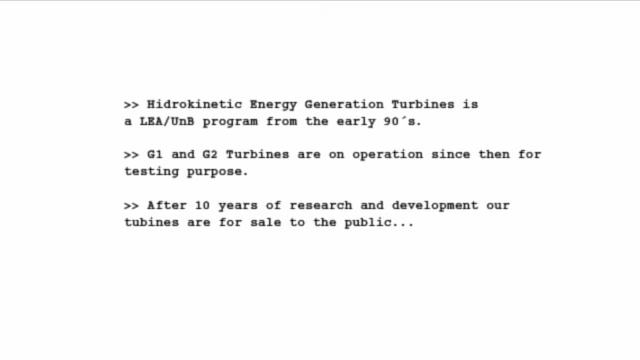 >> Hidrokinetic Energy Generation Turbines is
a LEA/UnB program from the early 90´s.
>> G1 and G2 Turbines are on operation since then for
testing purpose.
>> After 10 years of research and development our
tubines are for sale to the public...